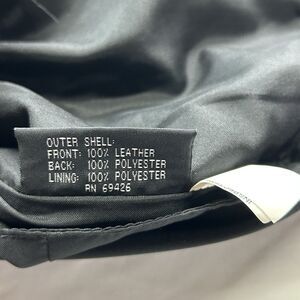 OUTER SHELL:
FRONT: 100% LEATHER
BACK: 100% POLYESTER
LINING: 100% POLYESTER
RN 69426